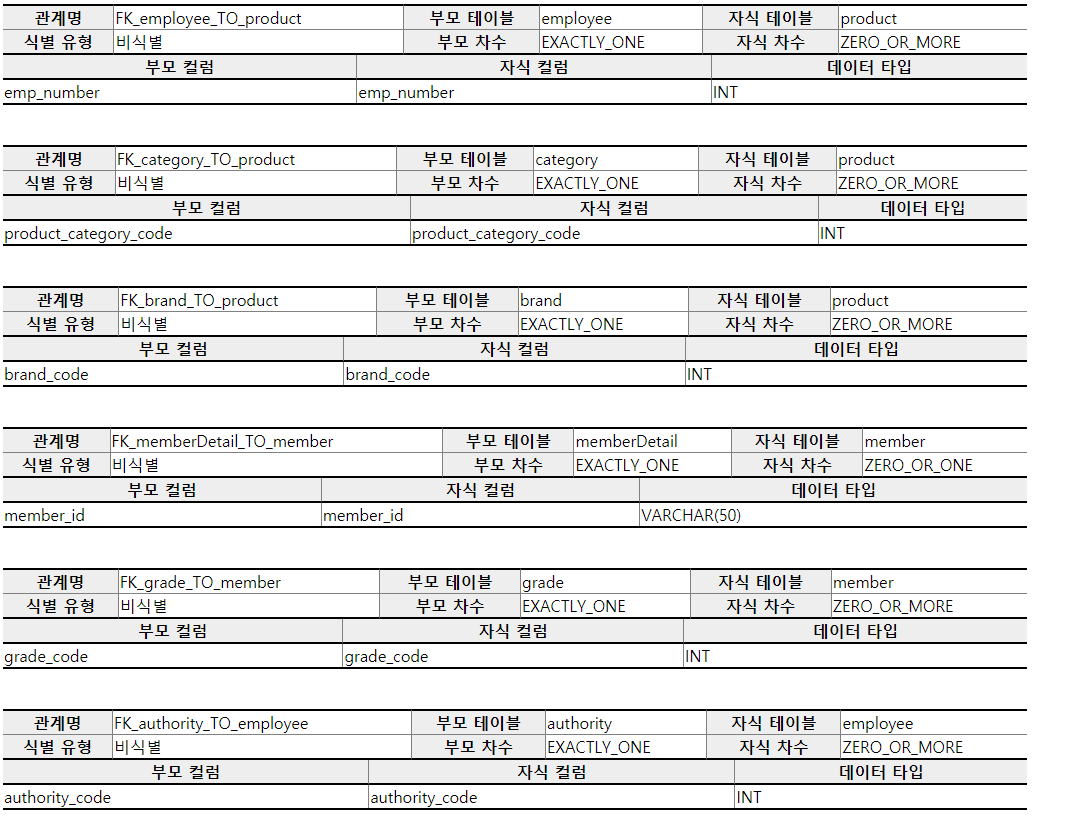 관계명 FK_employee_TO_product 부모 테이블 employee 자식 테이블 product
식별 유형 비식별 부모 차수 EXACTLY_ONE 자식 차수 ZERO_OR_MORE
부모 컬럼 자식 컬럼 데이터 타입
emp_number emp_number INT
관계명 FK_category_TO_product 부모 테이블 category 자식 테이블 product
식별 유형 비식별 부모 차수 EXACTLY_ONE 자식 차수 ZERO_OR_MORE
부모 컬럼 자식 컬럼 데이터 타입
product_category_code product_category_code INT
관계명 FK_brand_TO_product 부모 테이블 brand 자식 테이블 product
식별 유형 비식별 부모 차수 EXACTLY_ONE 자식 차수 ZERO_OR_MORE
부모 컬럼 자식 컬럼 데이터 타입
brand_code brand_code INT
관계명 FK_memberDetail_TO_member 부모 테이블 memberDetail 자식 테이블 member
식별 유형 비식별 부모 차수 EXACTLY_ONE 자식 차수 ZERO_OR_ONE
부모 컬럼 자식 컬럼 데이터 타입
member_id member_id VARCHAR(50)
관계명 FK_grade_TO_member 부모 테이블 grade 자식 테이블 member
식별 유형 비식별 부모 차수 EXACTLY_ONE 자식 차수 ZERO_OR_MORE
부모 컬럼 자식 컬럼 데이터 타입
grade_code grade_code INT
관계명 FK_authority_TO_employee 부모 테이블 authority 자식 테이블 employee
식별 유형 비식별 부모 차수 EXACTLY_ONE 자식 차수 ZERO_OR_MORE
부모 컬럼 자식 컬럼 데이터 타입
authority_code authority_code INT